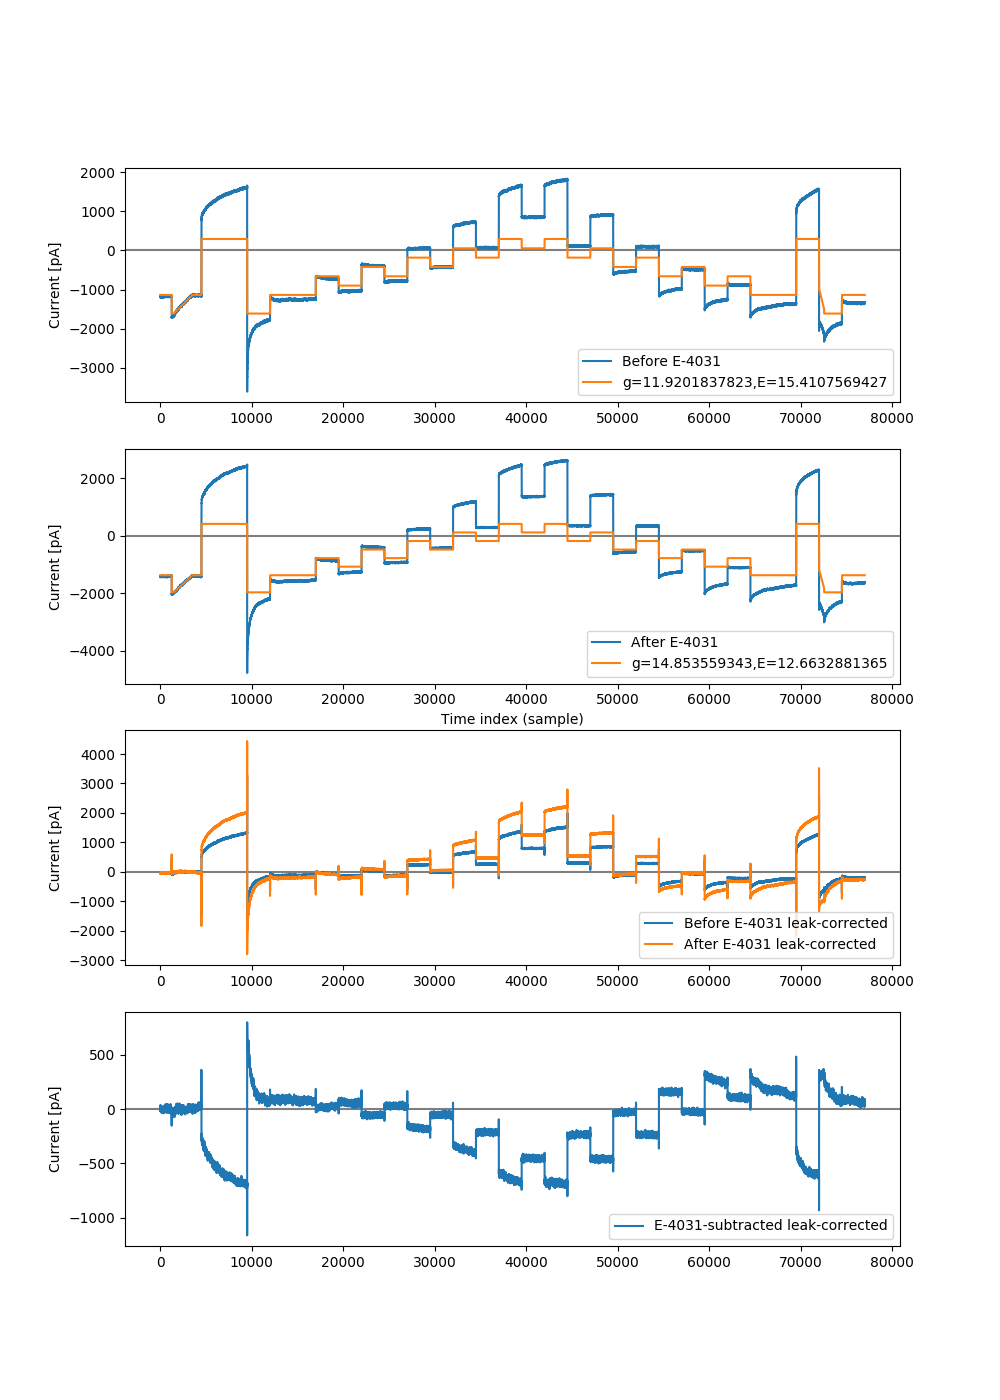 2000
1000
0
−1000
−2000
−3000
Current [pA]
Before E-4031
g=11.9201837823,E=15.4107569427
0 10000 20000 30000 40000 50000 60000 70000 80000
2000
0
−2000
−4000
Current [pA]
After E-4031
g=14.853559343,E=12.6632881365
0 10000 20000 30000 40000 50000 60000 70000 80000
Time index (sample)
4000
3000
2000
1000
0
−1000
−2000
−3000
Current [pA]
Before E-4031 leak-corrected
After E-4031 leak-corrected
0 10000 20000 30000 40000 50000 60000 70000 80000
500
0
−500
−1000
Current [pA]
E-4031-subtracted leak-corrected
0 10000 20000 30000 40000 50000 60000 70000 80000